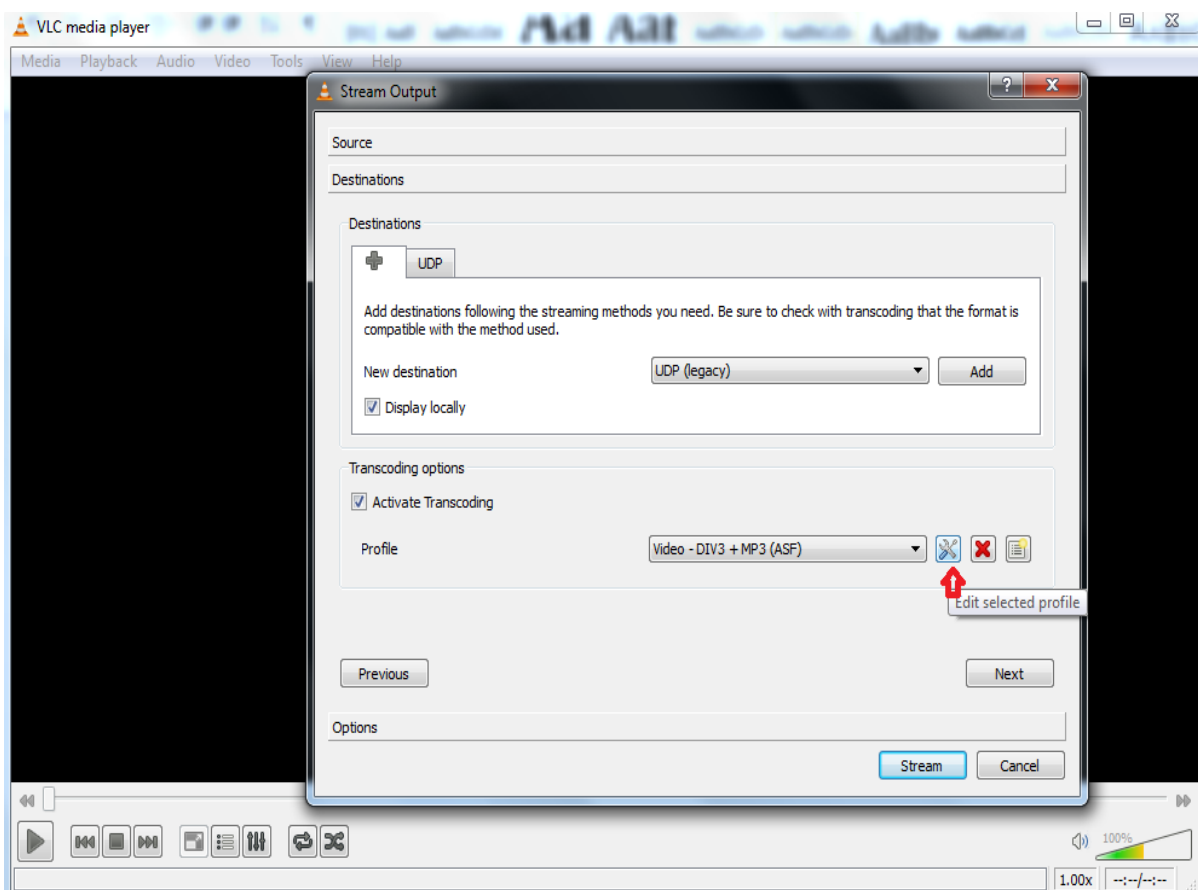 VLC media player
Media Playback Audio Video Tools View Help
Stream Output
?
Source
Destinations
Destinations
UDP
Add destinations following the streaming methods you need. Be sure to check with transcoding that the format is
compatible with the method used.
New destination
UDP (legacy)
Add
Display locally
Transcoding options
Activate Transcoding
Profile
Video - DIV3 + MP3 (ASF)
Edit selected profile
Previous
Next
Options
Stream
Cancel
100%
1.00x
--:--/--:--